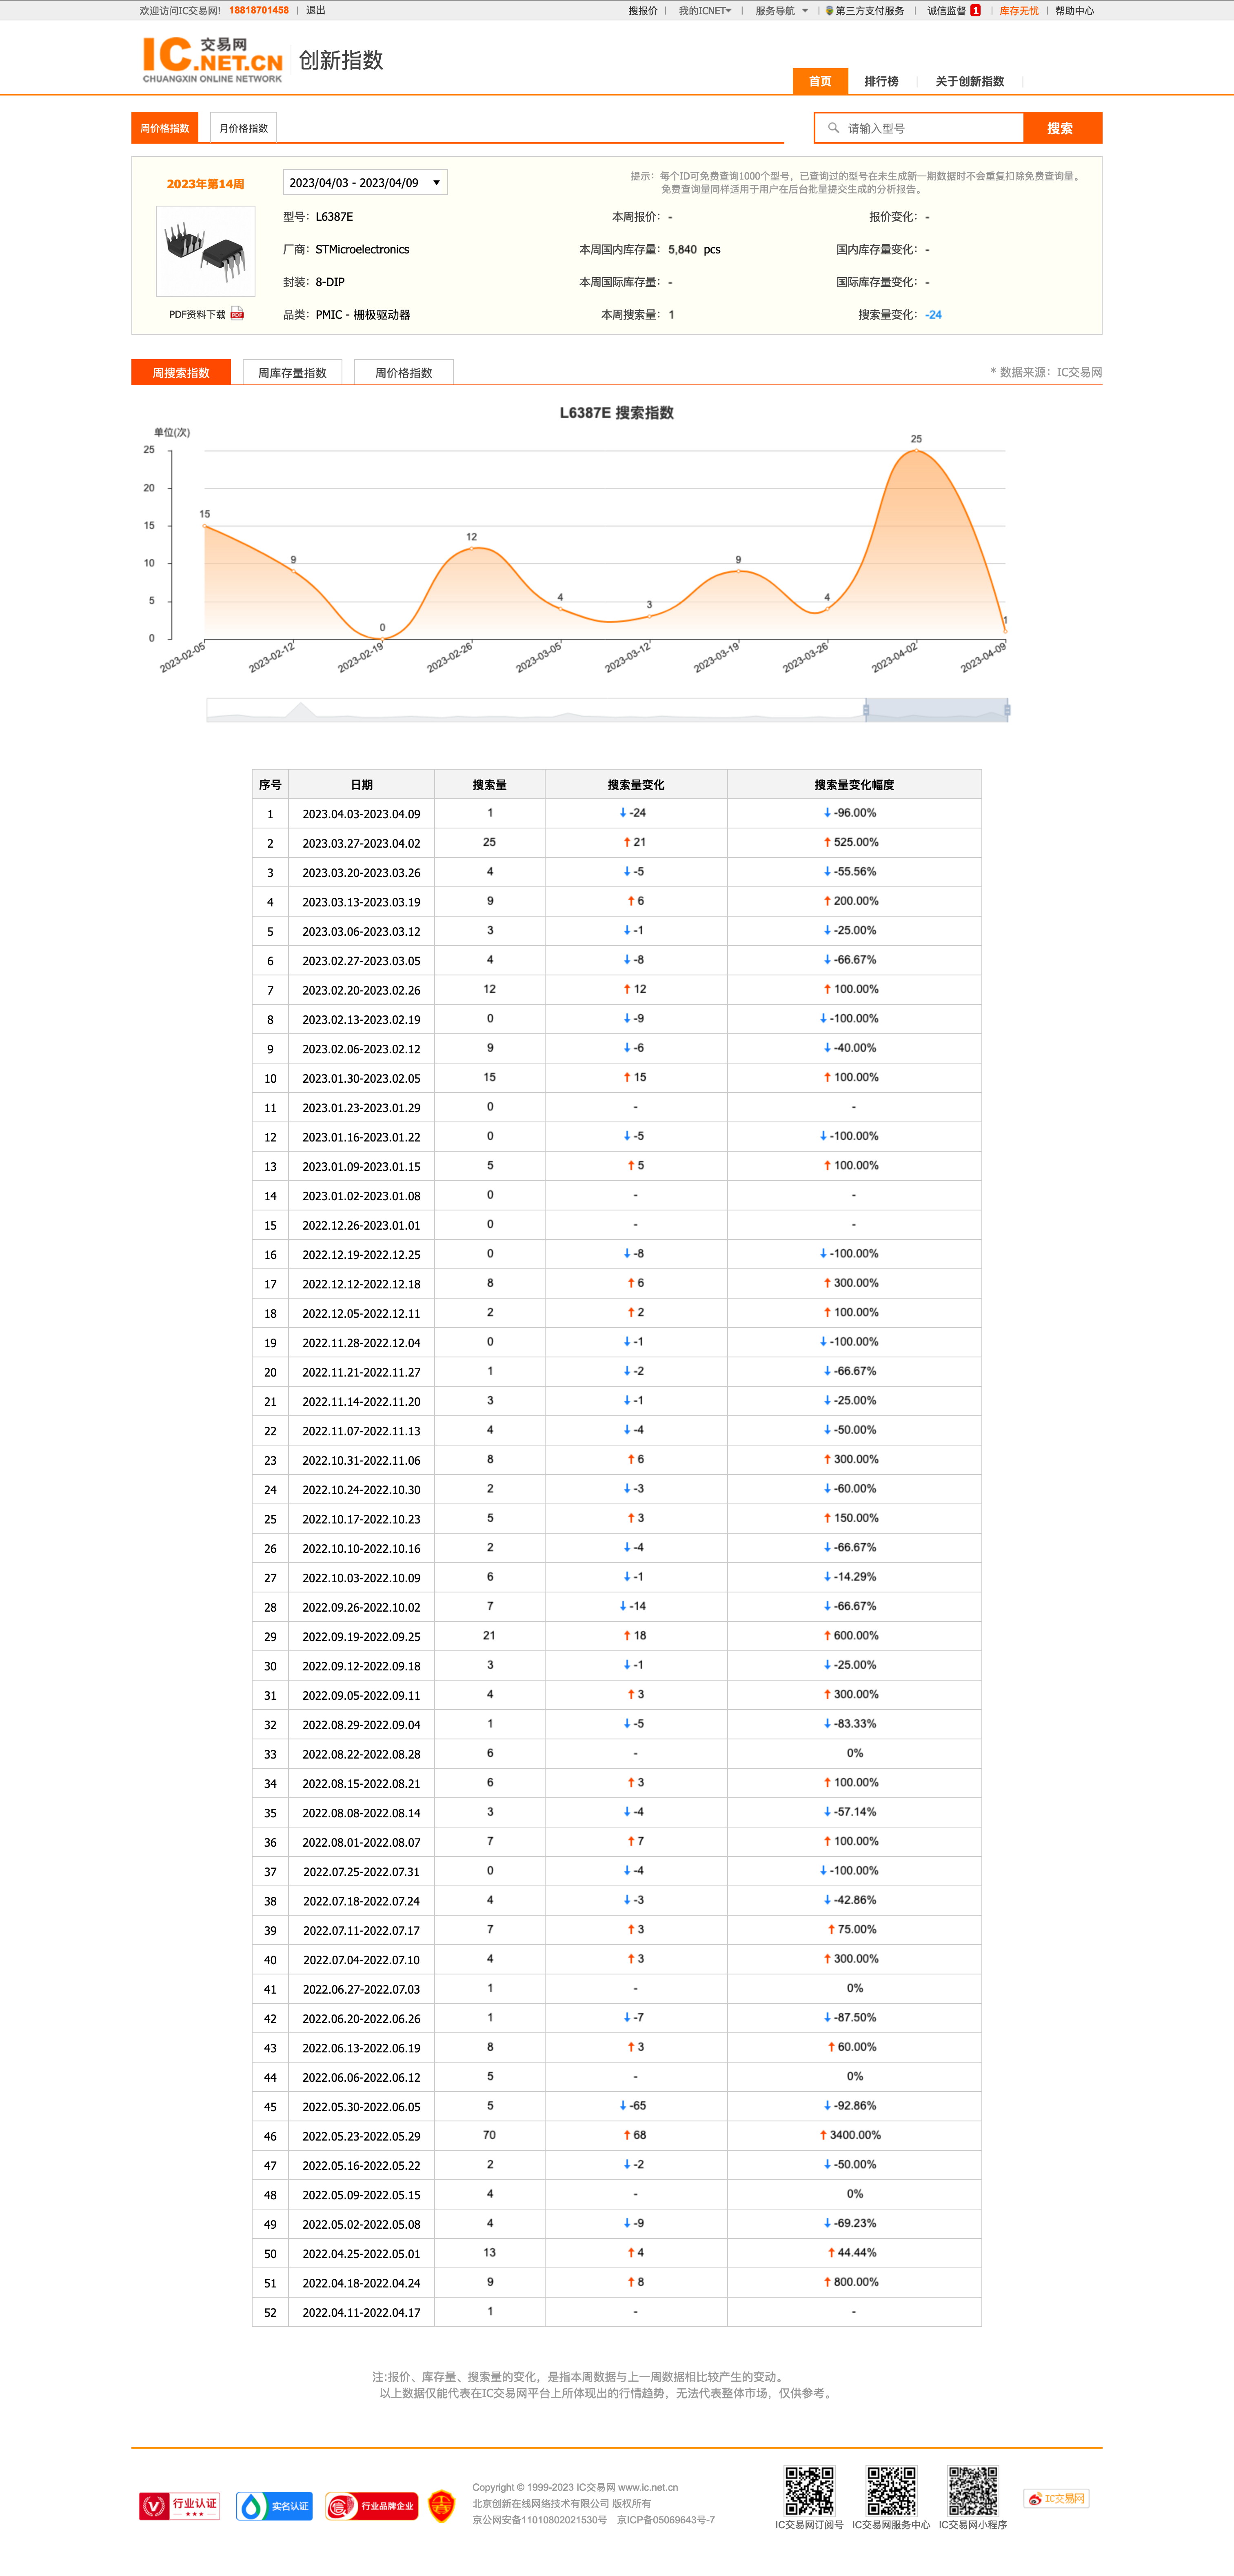 欢迎访问IC交易网! 18818701458 | 退出 搜报价 | 我的ICNET | 服务导航 | 第三方支付服务 | 诚信监督 1 | 库存无忧 | 帮助中心
IC 交易网
.NET.CN
CHUANGXIN ONLINE NETWORK
创新指数
首页 排行榜 关于创新指数
周价格指数 月价格指数 请输入型号 搜索
2023年第14周 2023/04/03 - 2023/04/09
提示：每个ID可免费查询1000个型号，已查询过的型号在未生成新一期数据时不会重复扣除免费查询量。
免费查询量同样适用于用户在后台批量提交生成的分析报告。
型号：L6387E 本周报价：- 报价变化：-
厂商：STMicroelectronics 本周国内库存量：5,840 pcs 国内库存量变化：-
封装：8-DIP 本周国际库存量：- 国际库存量变化：-
PDF资料下载 品类：PMIC - 栅极驱动器 本周搜索量：1 搜索量变化：-24
周搜索指数 周库存量指数 周价格指数 * 数据来源：IC交易网
L6387E 搜索指数
单位(次)
25
20
15
10
5
0
15 9 0 12 4 3 9 4 25 1
2023-02-05 2023-02-12 2023-02-19 2023-02-26 2023-03-05 2023-03-12 2023-03-19 2023-03-26 2023-04-02 2023-04-09
序号 日期 搜索量 搜索量变化 搜索量变化幅度
1 2023.04.03-2023.04.09 1 ↓-24 ↓-96.00%
2 2023.03.27-2023.04.02 25 ↑21 ↑525.00%
3 2023.03.20-2023.03.26 4 ↓-5 ↓-55.56%
4 2023.03.13-2023.03.19 9 ↑6 ↑200.00%
5 2023.03.06-2023.03.12 3 ↓-1 ↓-25.00%
6 2023.02.27-2023.03.05 4 ↓-8 ↓-66.67%
7 2023.02.20-2023.02.26 12 ↑12 ↑100.00%
8 2023.02.13-2023.02.19 0 ↓-9 ↓-100.00%
9 2023.02.06-2023.02.12 9 ↓-6 ↓-40.00%
10 2023.01.30-2023.02.05 15 ↑15 ↑100.00%
11 2023.01.23-2023.01.29 0 - -
12 2023.01.16-2023.01.22 0 ↓-5 ↓-100.00%
13 2023.01.09-2023.01.15 5 ↑5 ↑100.00%
14 2023.01.02-2023.01.08 0 - -
15 2022.12.26-2023.01.01 0 - -
16 2022.12.19-2022.12.25 0 ↓-8 ↓-100.00%
17 2022.12.12-2022.12.18 8 ↑6 ↑300.00%
18 2022.12.05-2022.12.11 2 ↑2 ↑100.00%
19 2022.11.28-2022.12.04 0 ↓-1 ↓-100.00%
20 2022.11.21-2022.11.27 1 ↓-2 ↓-66.67%
21 2022.11.14-2022.11.20 3 ↓-1 ↓-25.00%
22 2022.11.07-2022.11.13 4 ↓-4 ↓-50.00%
23 2022.10.31-2022.11.06 8 ↑6 ↑300.00%
24 2022.10.24-2022.10.30 2 ↓-3 ↓-60.00%
25 2022.10.17-2022.10.23 5 ↑3 ↑150.00%
26 2022.10.10-2022.10.16 2 ↓-4 ↓-66.67%
27 2022.10.03-2022.10.09 6 ↓-1 ↓-14.29%
28 2022.09.26-2022.10.02 7 ↓-14 ↓-66.67%
29 2022.09.19-2022.09.25 21 ↑18 ↑600.00%
30 2022.09.12-2022.09.18 3 ↓-1 ↓-25.00%
31 2022.09.05-2022.09.11 4 ↑3 ↑300.00%
32 2022.08.29-2022.09.04 1 ↓-5 ↓-83.33%
33 2022.08.22-2022.08.28 6 - 0%
34 2022.08.15-2022.08.21 6 ↑3 ↑100.00%
35 2022.08.08-2022.08.14 3 ↓-4 ↓-57.14%
36 2022.08.01-2022.08.07 7 ↑7 ↑100.00%
37 2022.07.25-2022.07.31 0 ↓-4 ↓-100.00%
38 2022.07.18-2022.07.24 4 ↓-3 ↓-42.86%
39 2022.07.11-2022.07.17 7 ↑3 ↑75.00%
40 2022.07.04-2022.07.10 4 ↑3 ↑300.00%
41 2022.06.27-2022.07.03 1 - 0%
42 2022.06.20-2022.06.26 1 ↓-7 ↓-87.50%
43 2022.06.13-2022.06.19 8 ↑3 ↑60.00%
44 2022.06.06-2022.06.12 5 - 0%
45 2022.05.30-2022.06.05 5 ↓-65 ↓-92.86%
46 2022.05.23-2022.05.29 70 ↑68 ↑3400.00%
47 2022.05.16-2022.05.22 2 ↓-2 ↓-50.00%
48 2022.05.09-2022.05.15 4 - 0%
49 2022.05.02-2022.05.08 4 ↓-9 ↓-69.23%
50 2022.04.25-2022.05.01 13 ↑4 ↑44.44%
51 2022.04.18-2022.04.24 9 ↑8 ↑800.00%
52 2022.04.11-2022.04.17 1 - -
注:报价、库存量、搜索量的变化，是指本周数据与上一周数据相比较产生的变动。
以上数据仅能代表在IC交易网平台上所体现出的行情趋势，无法代表整体市场，仅供参考。
行业认证 实名认证 行业品牌企业
Copyright © 1999-2023 IC交易网 www.ic.net.cn
北京创新在线网络技术有限公司 版权所有
京公网安备11010802021530号 京ICP备05069643号-7
IC交易网订阅号 IC交易网服务中心 IC交易网小程序
IC交易网